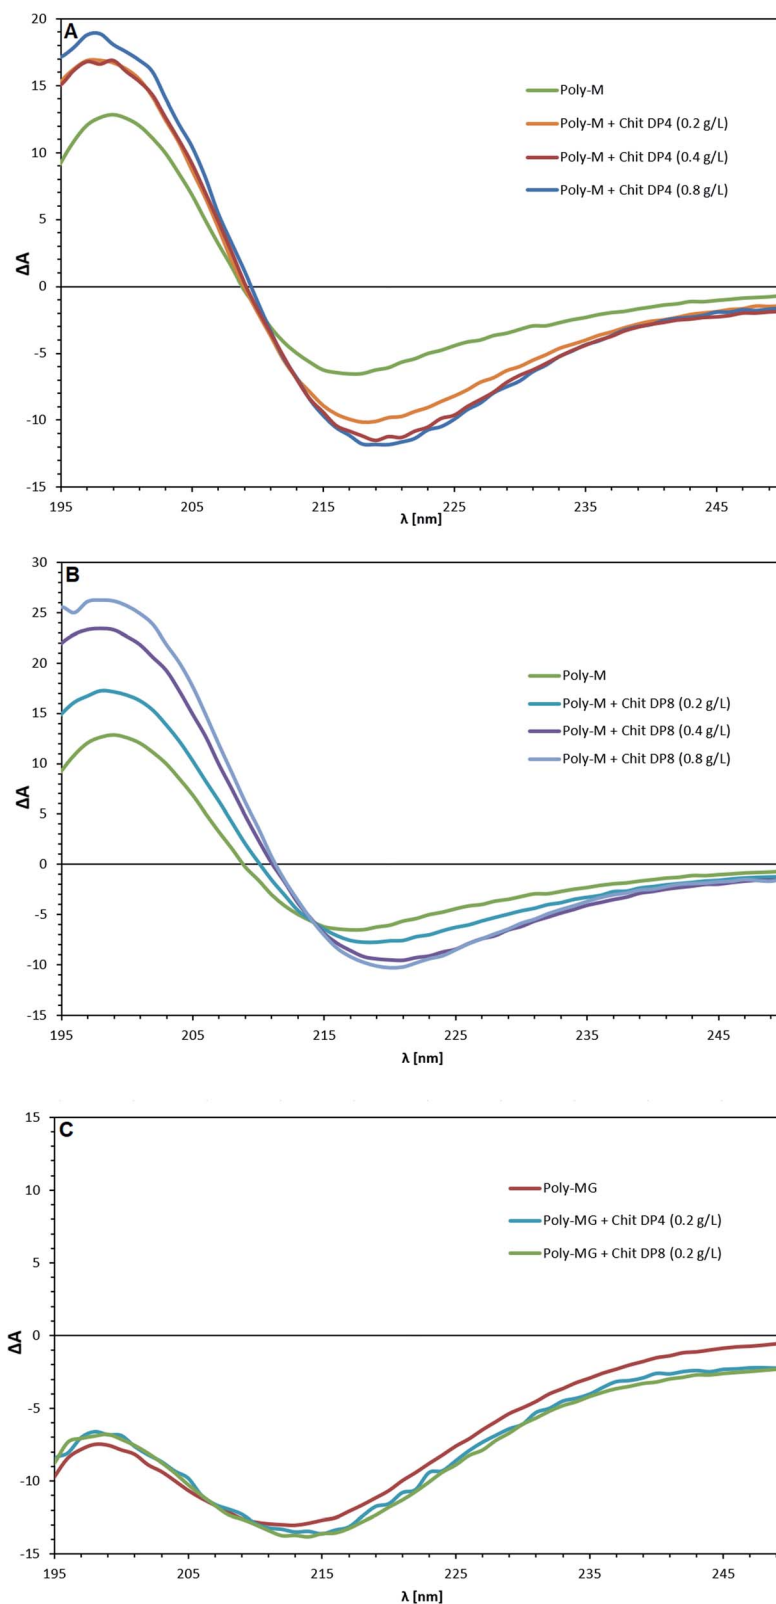 A
20
15
10
5
0
-5
-10
-15
ΔA
195
205
215
225
235
245
λ [nm]
Poly-M
Poly-M + Chit DP4 (0.2 g/L)
Poly-M + Chit DP4 (0.4 g/L)
Poly-M + Chit DP4 (0.8 g/L)
B
30
25
20
15
10
5
0
-5
-10
-15
ΔA
195
205
215
225
235
245
λ [nm]
Poly-M
Poly-M + Chit DP8 (0.2 g/L)
Poly-M + Chit DP8 (0.4 g/L)
Poly-M + Chit DP8 (0.8 g/L)
C
15
10
5
0
-5
-10
-15
ΔA
195
205
215
225
235
245
λ [nm]
Poly-MG
Poly-MG + Chit DP4 (0.2 g/L)
Poly-MG + Chit DP8 (0.2 g/L)